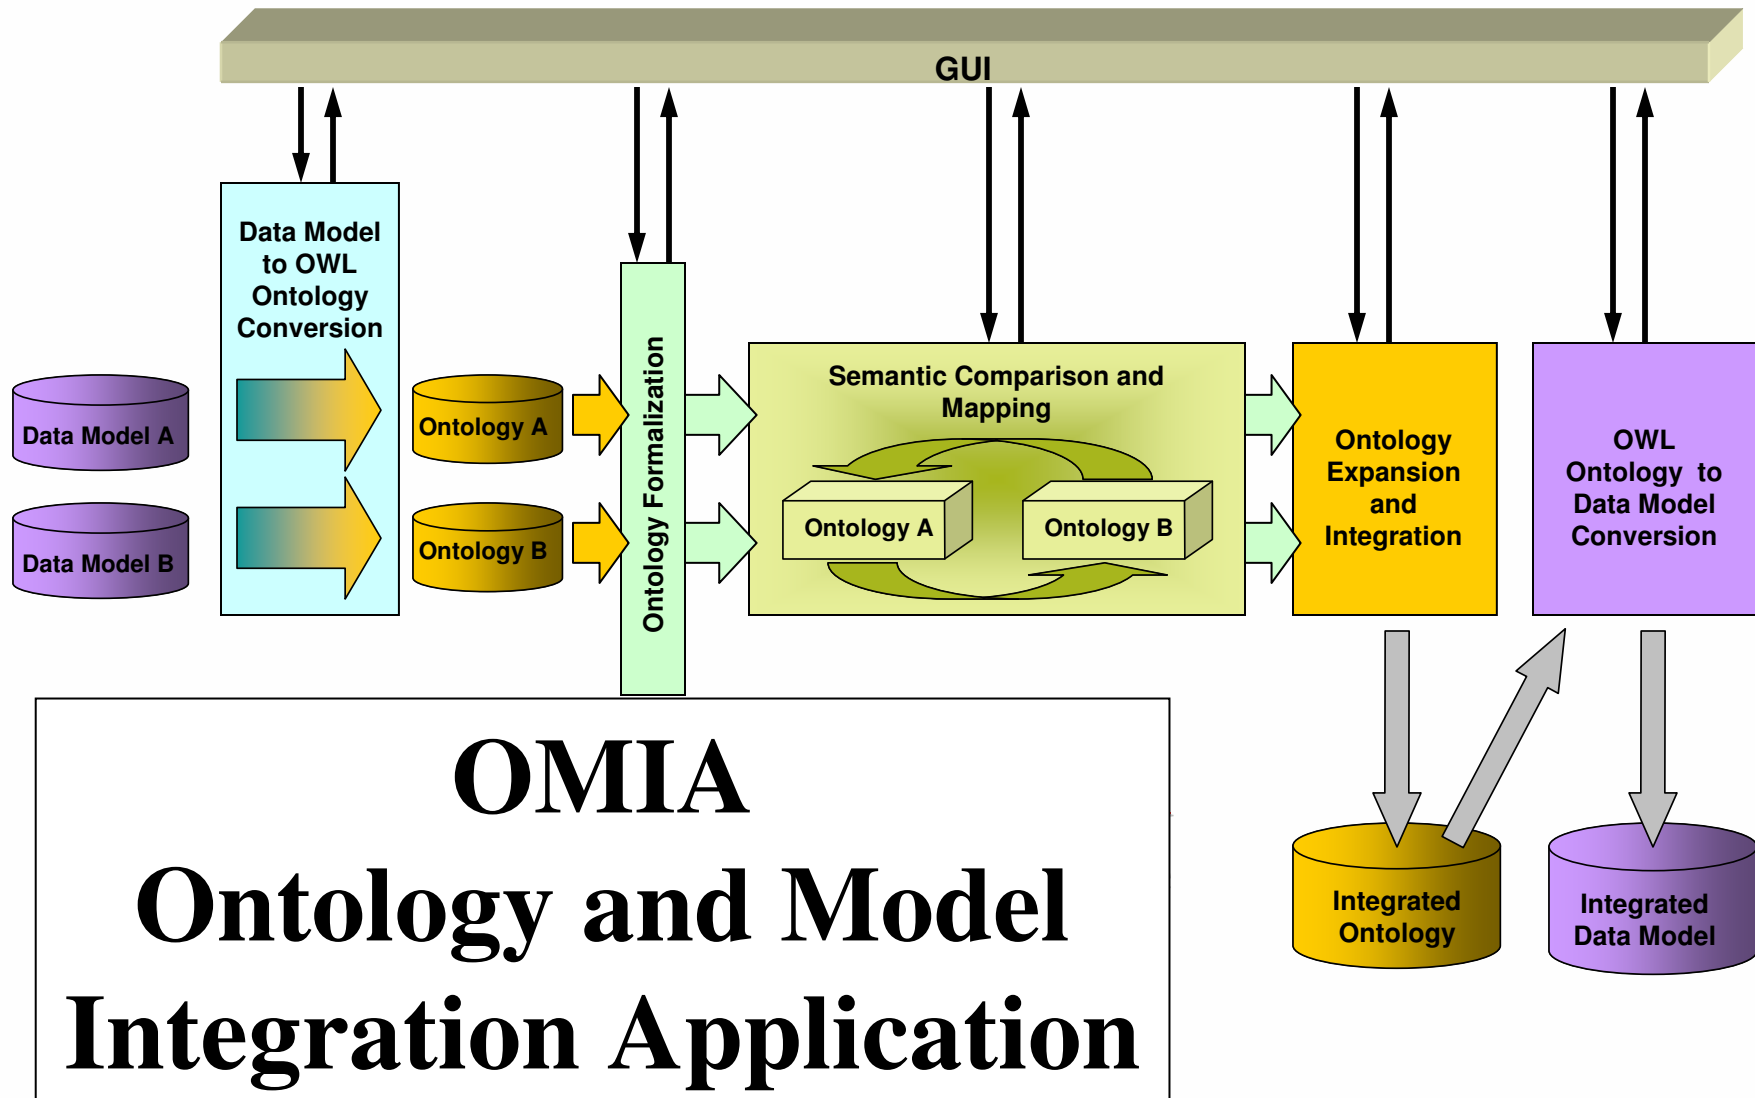 GUI
Data Model
to OWL
Ontology
Conversion
Data Model A
Data Model B
Ontology A
Ontology B
Ontology Formalization
Semantic Comparison and
Mapping
Ontology A
Ontology B
Ontology
Expansion
and
Integration
OWL
Ontology to
Data Model
Conversion
Integrated
Ontology
Integrated
Data Model
OMIA
Ontology and Model
Integration Application